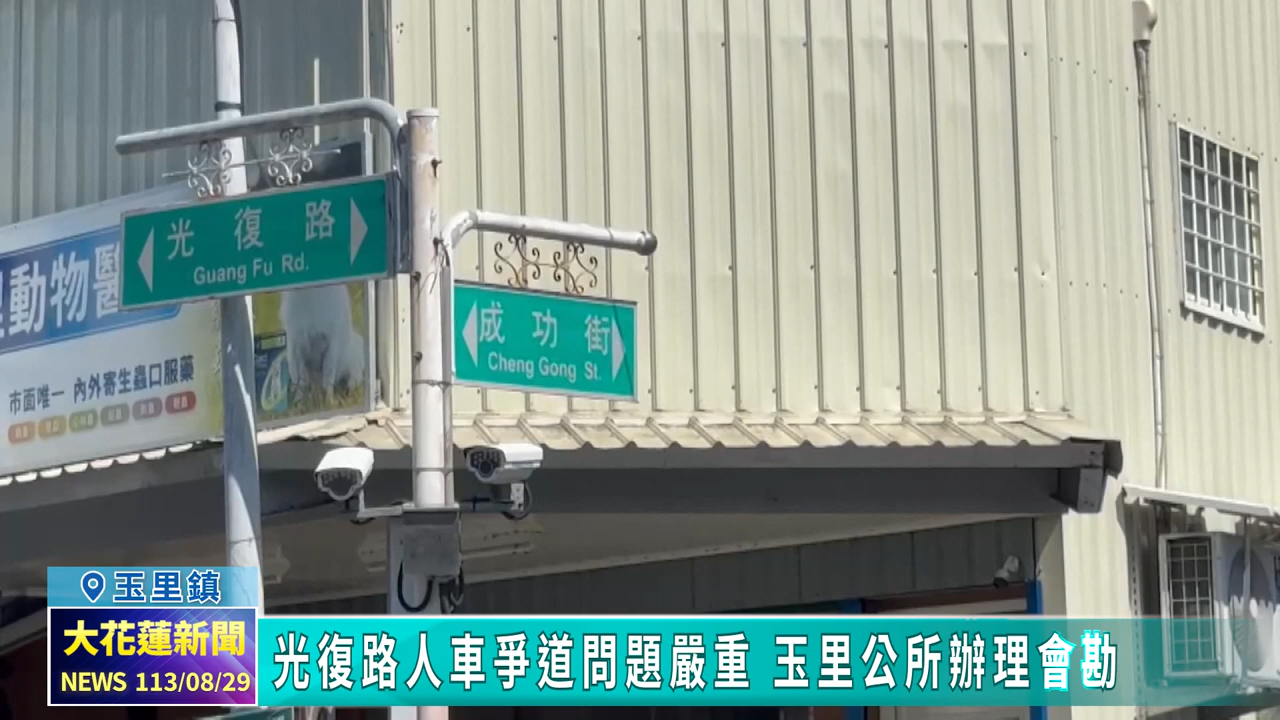 光復路
Guang Fu Rd.
成功街
Cheng Gong St.
動物醫
市面唯一 內外寄生蟲口服藥
玉里鎮
大花蓮新聞
NEWS 113/08/29
光復路人車爭道問題嚴重 玉里公所辦理會勘